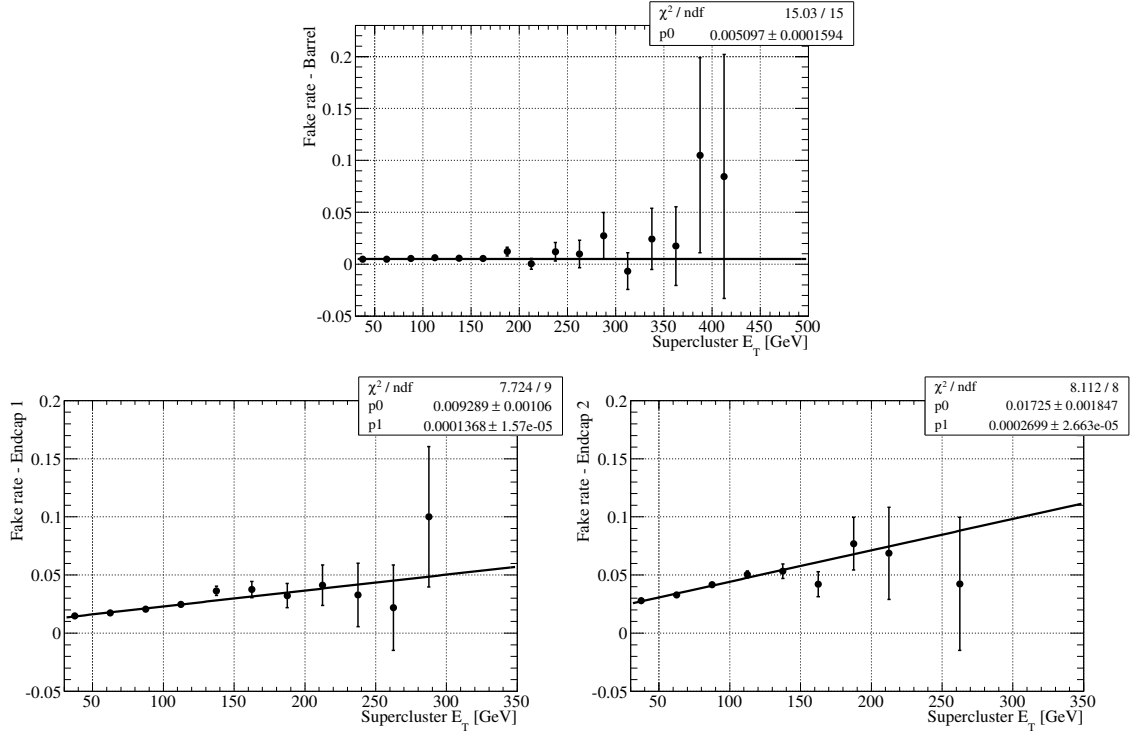 χ² / ndf 15.03 / 15
p0 0.005097 ± 0.0001594
Fake rate - Barrel
0.2
0.15
0.1
0.05
0
-0.05
50 100 150 200 250 300 350 400 450 500
Supercluster E_T [GeV]
χ² / ndf 7.724 / 9
p0 0.009289 ± 0.00106
p1 0.0001368 ± 1.57e-05
Fake rate - Endcap 1
0.2
0.15
0.1
0.05
0
-0.05
50 100 150 200 250 300 350
Supercluster E_T [GeV]
χ² / ndf 8.112 / 8
p0 0.01725 ± 0.001847
p1 0.0002699 ± 2.663e-05
Fake rate - Endcap 2
0.2
0.15
0.1
0.05
0
-0.05
50 100 150 200 250 300 350
Supercluster E_T [GeV]